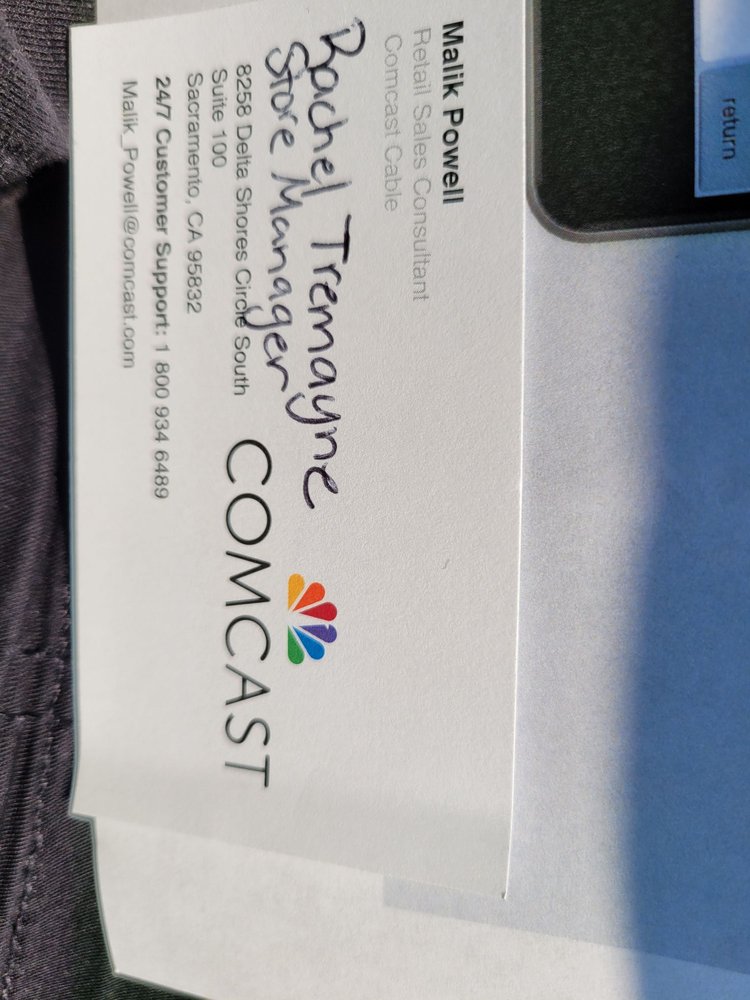 Malik Powell
Retail Sales Consultant
Comcast Cable
Rachel Tremayne
Store Manager
8258 Delta Shores Circle South
Suite 100
Sacramento, CA 95832
24/7 Customer Support: 1 800 934 6489
Malik_Powell@comcast.com
COMCAST
return